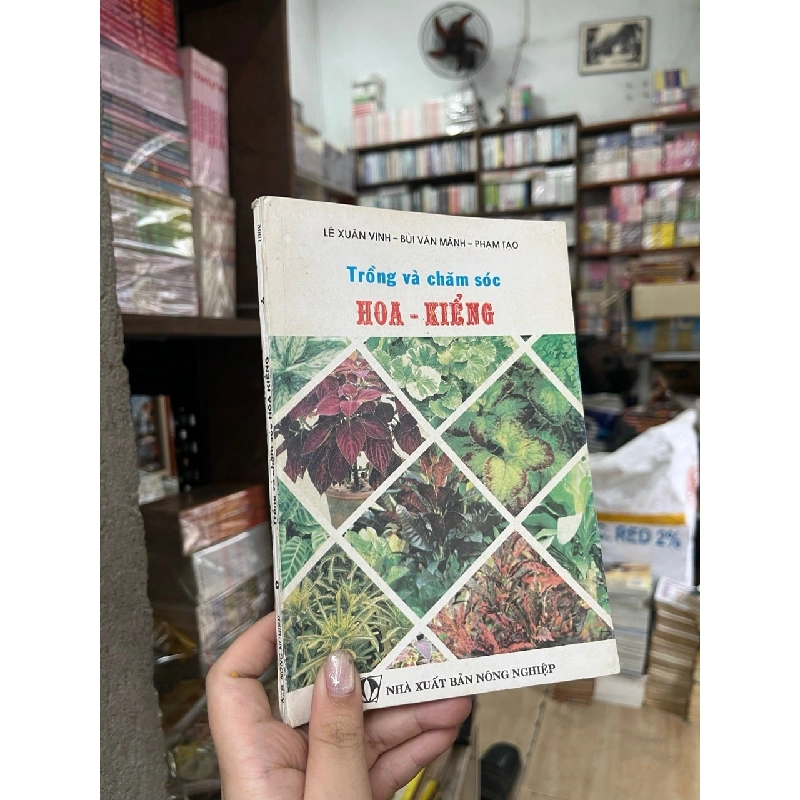 LÊ XUÂN VINH - BÙI VĂN MÃNH - PHẠM TẠO
Trồng và chăm sóc
HOA - KIỂNG
NHÀ XUẤT BẢN NÔNG NGHIỆP
C. RED 2%